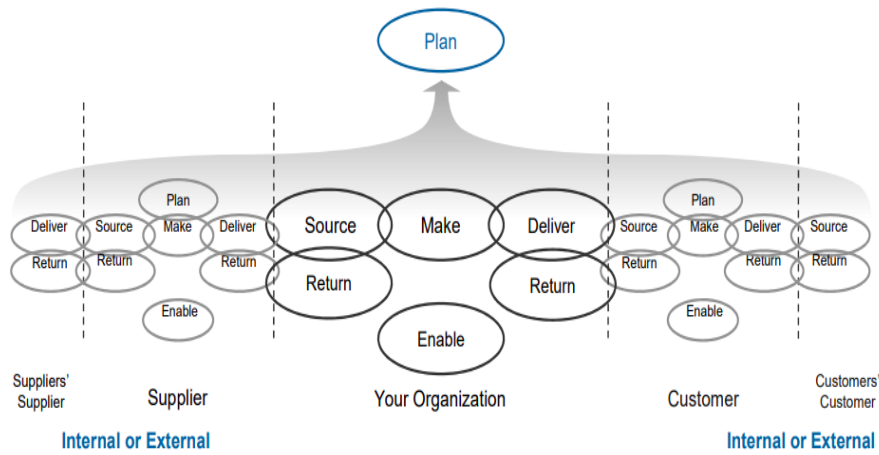 Plan
Plan
Plan
Deliver
Source
Make
Deliver
Source
Make
Deliver
Source
Make
Deliver
Source
Return
Return
Return
Return
Return
Return
Return
Return
Enable
Enable
Enable
Suppliers'
Supplier
Supplier
Your Organization
Customer
Customers'
Customer
Internal or External
Internal or External